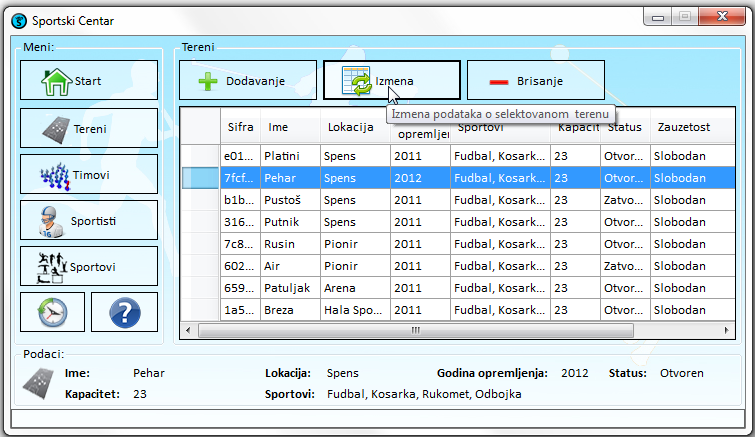 Sportski Centar
Meni:
Start
Tereni
Timovi
Sportisti
Sportovi
Tereni
Dodavanje
Izmena
Brisanje
Izmena podataka o selektovanom terenu
Sifra Ime Lokacija opremljer Sportovi Kapacit Status Zauzetost
e01... Platini Spens 2011 Fudbal, Kosark... 23 Otvor... Slobodan
7fcf... Pehar Spens 2012 Fudbal, Kosark... 23 Otvor... Slobodan
b1b... Pustoš Spens 2011 Fudbal, Kosark... 23 Zatvo... Slobodan
316... Putnik Spens 2011 Fudbal, Kosark... 23 Otvor... Slobodan
7c8... Rusin Pionir 2011 Fudbal, Kosark... 23 Otvor... Slobodan
602... Air Pionir 2011 Fudbal, Kosark... 23 Zatvo... Slobodan
659... Patuljak Arena 2011 Fudbal, Kosark... 23 Otvor... Slobodan
1a5... Breza Hala Spo... 2011 Fudbal, Kosark... 23 Otvor... Slobodan
Podaci:
Ime: Pehar Lokacija: Spens Godina opremljenja: 2012 Status: Otvoren
Kapacitet: 23 Sportovi: Fudbal, Kosarka, Rukomet, Odbojka